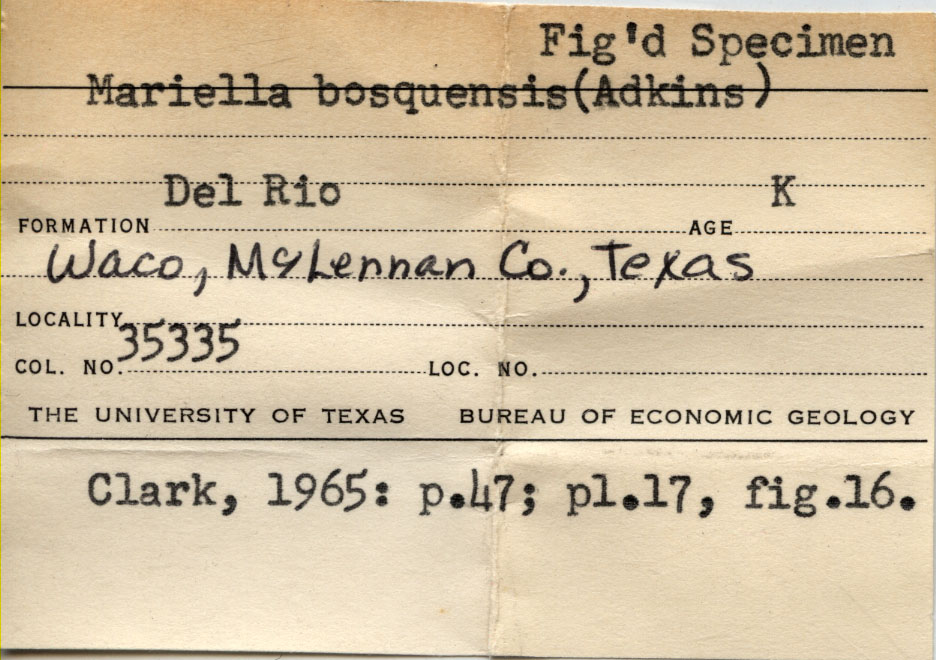 Fig'd Specimen
Mariella bosquensis(Adkins)
Del Rio K
FORMATION AGE
Waco, McLennan Co., Texas
LOCALITY
35335
COL. NO. LOC. NO.
THE UNIVERSITY OF TEXAS BUREAU OF ECONOMIC GEOLOGY
Clark, 1965: p.47; pl.17, fig.16.